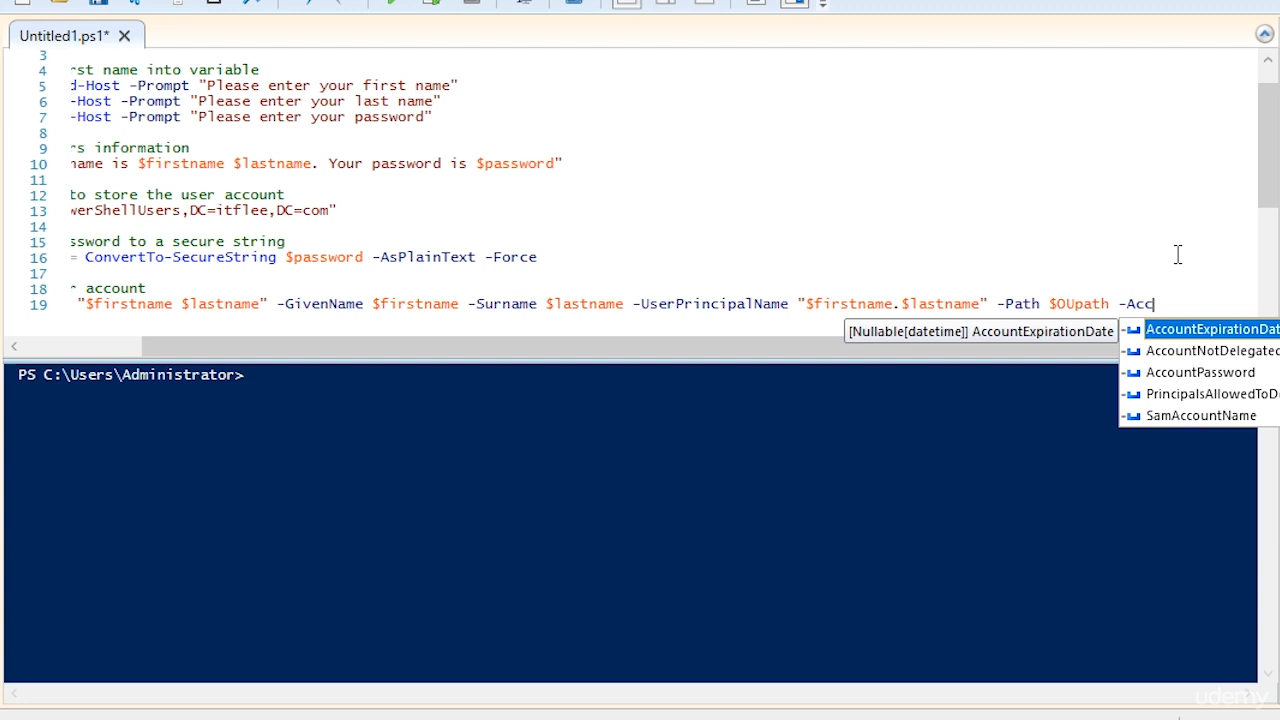 Untitled1.ps1*
3
4 rst name into variable
5 d-Host -Prompt "Please enter your first name"
6 -Host -Prompt "Please enter your last name"
7 -Host -Prompt "Please enter your password"
8
9 rs information
10 name is $firstname $lastname. Your password is $password"
11
12 to store the user account
13 werShellUsers,DC=itflee,DC=com"
14
15 ssword to a secure string
16 = ConvertTo-SecureString $password -AsPlainText -Force
17
18 r account
19 "$firstname $lastname" -GivenName $firstname -Surname $lastname -UserPrincipalName "$firstname.$lastname" -Path $OUpath -Acc
[Nullable[datetime]] AccountExpirationDate
AccountExpirationDat
AccountNotDelegated
AccountPassword
PrincipalsAllowedToD
SamAccountName
PS C:\Users\Administrator>
udemy